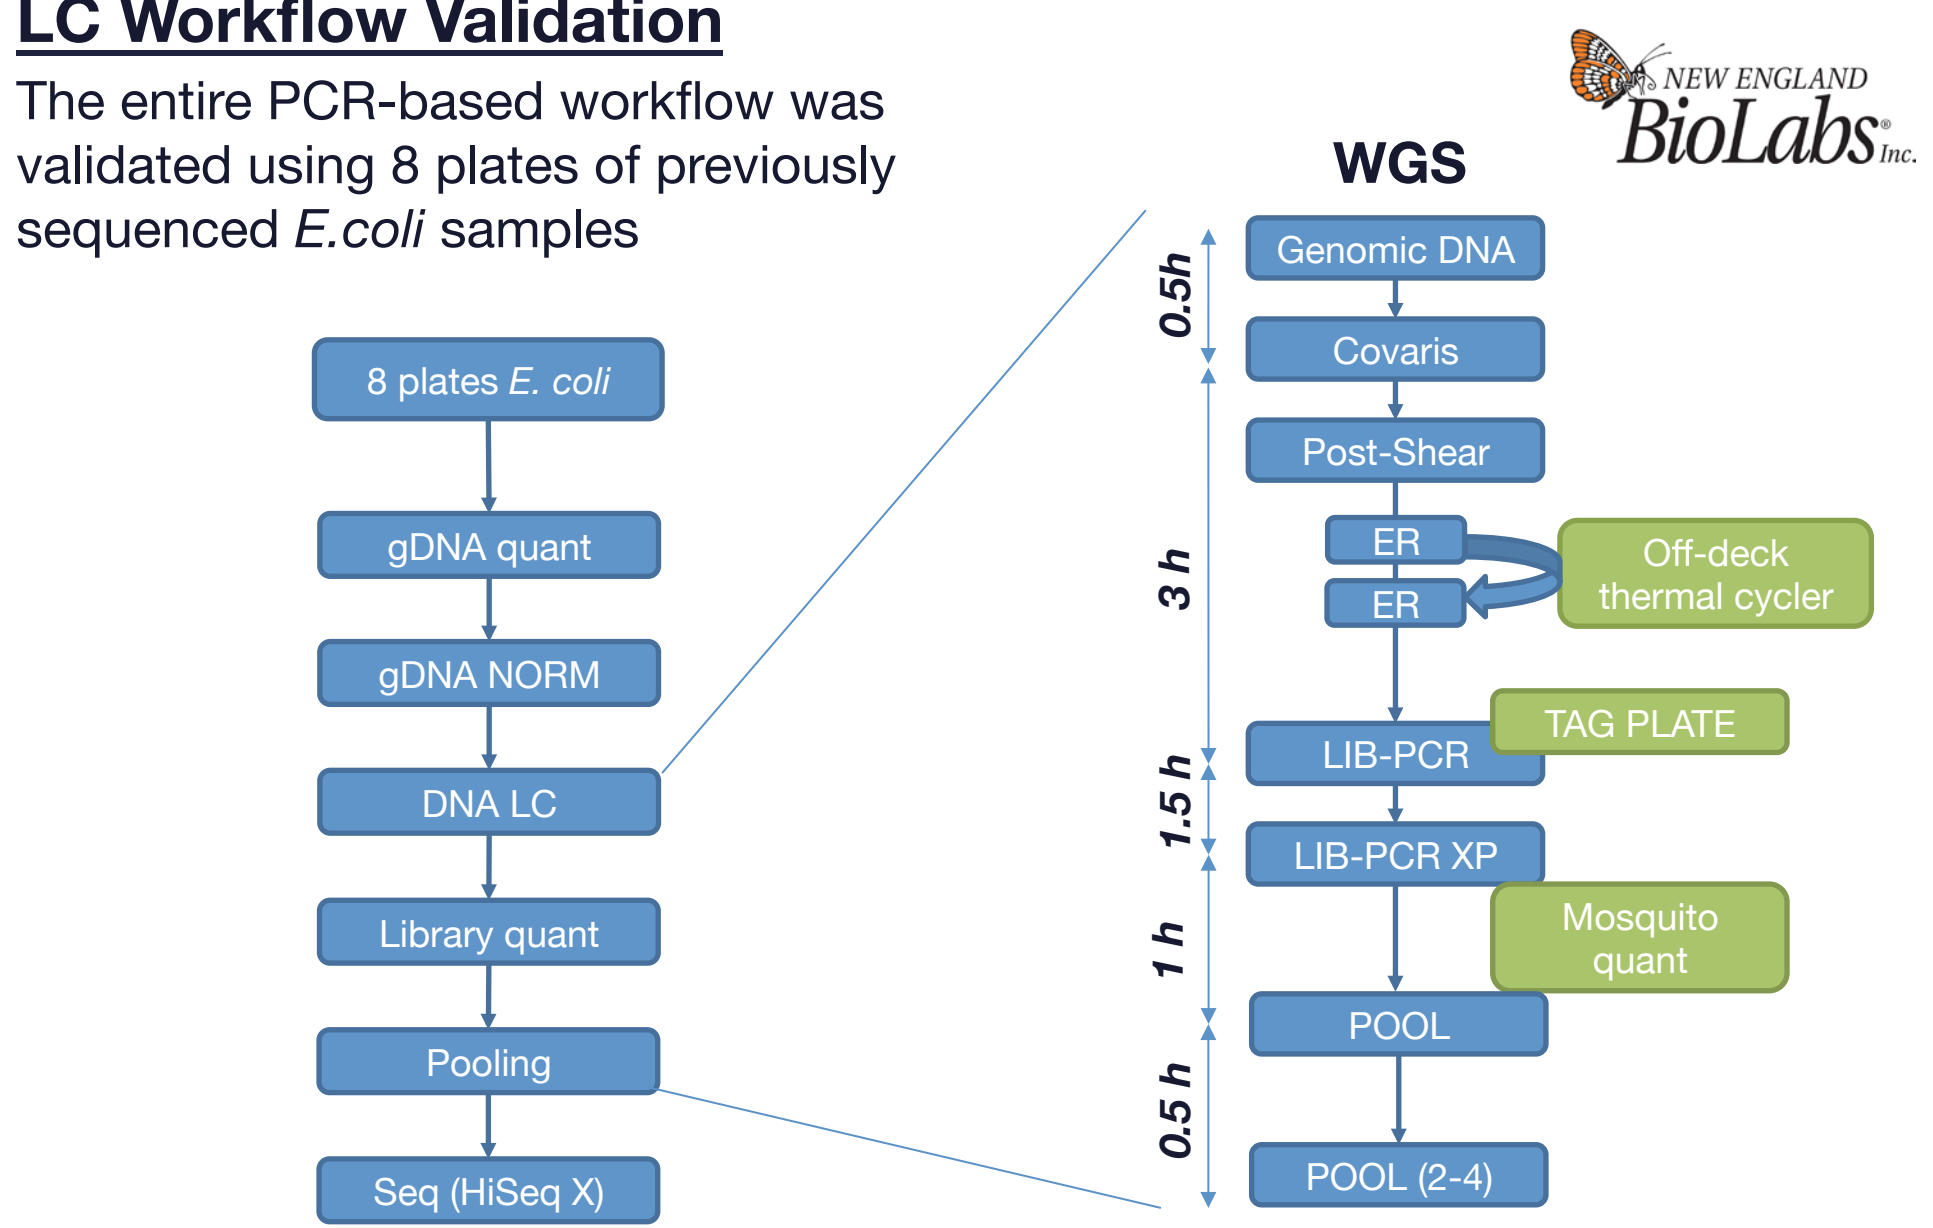 LC Workflow Validation
The entire PCR-based workflow was
validated using 8 plates of previously
sequenced E.coli samples
NEW ENGLAND
BioLabs® Inc.
8 plates E. coli
gDNA quant
gDNA NORM
DNA LC
Library quant
Pooling
Seq (HiSeq X)
WGS
0.5h
Genomic DNA
Covaris
3 h
Post-Shear
ER
ER
Off-deck
thermal cycler
TAG PLATE
LIB-PCR
1.5 h
LIB-PCR XP
1 h
Mosquito
quant
POOL
0.5 h
POOL (2-4)